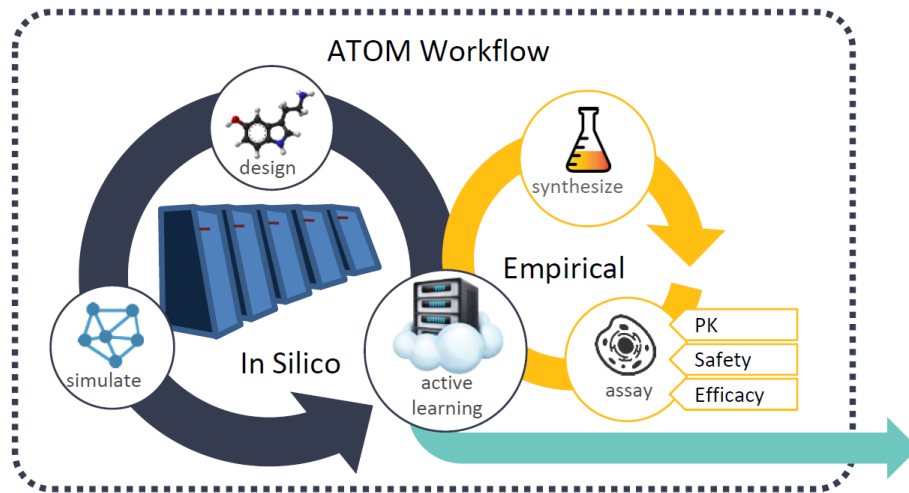 ATOM Workflow
design
synthesize
Empirical
simulate
In Silico
active
learning
assay
PK
Safety
Efficacy